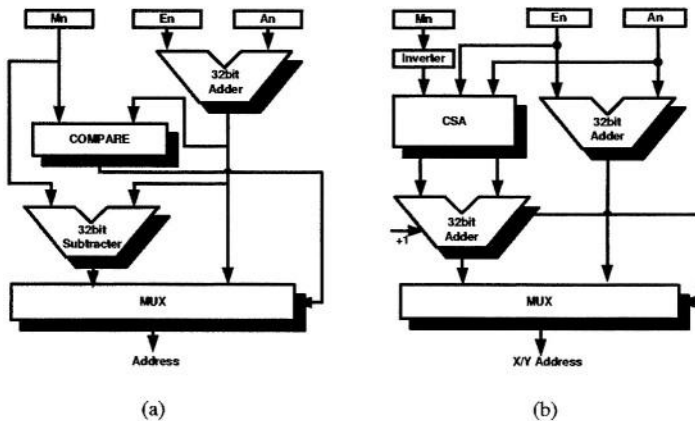 Mn En An
32bit
Adder
COMPARE
32bit
Subtracter
MUX
Address
(a)
Mn En An
Inverter
CSA
32bit
Adder
32bit
Adder
+1
MUX
X/Y Address
(b)